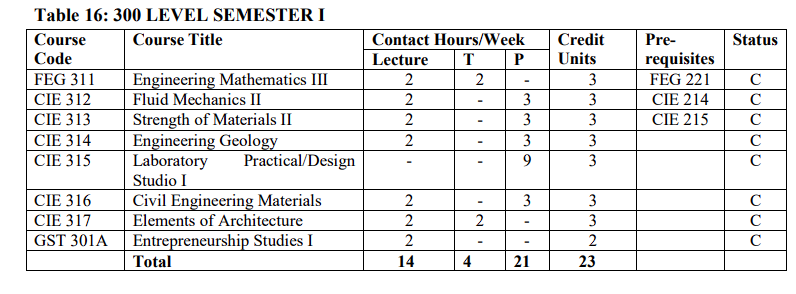 Table 16: 300 LEVEL SEMESTER I
Course Code Course Title Contact Hours/Week Credit Units Pre-requisites Status
Lecture T P
FEG 311 Engineering Mathematics III 2 2 - 3 FEG 221 C
CIE 312 Fluid Mechanics II 2 - 3 3 CIE 214 C
CIE 313 Strength of Materials II 2 - 3 3 CIE 215 C
CIE 314 Engineering Geology 2 - 3 3 C
CIE 315 Laboratory Practical/Design - - 9 3 C
Studio I
CIE 316 Civil Engineering Materials 2 - 3 3 C
CIE 317 Elements of Architecture 2 2 - 3 C
GST 301A Entrepreneurship Studies I 2 - - 2 C
Total 14 4 21 23